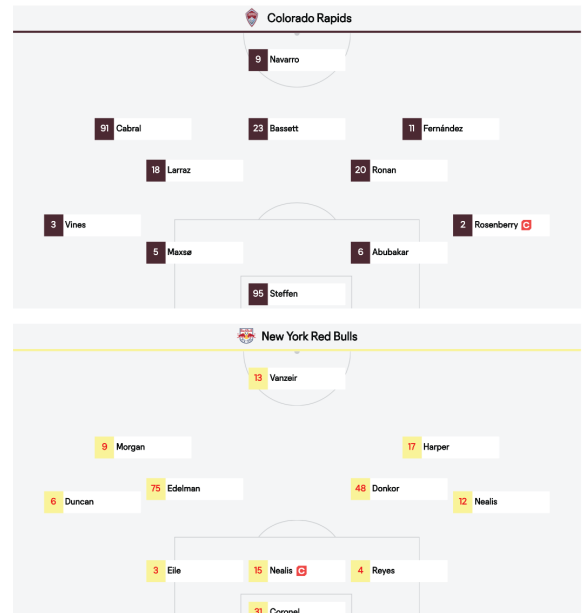 Colorado Rapids
9 Navarro
91 Cabral
23 Bassett
11 Fernández
18 Larraz
20 Ronan
3 Vines
2 Rosenberry C
5 Maxsø
6 Abubakar
95 Steffen
New York Red Bulls
13 Vanzeir
9 Morgan
17 Harper
75 Edelman
48 Donkor
6 Duncan
12 Nealis
3 Eile
15 Nealis C
4 Reyes
31 Coronel